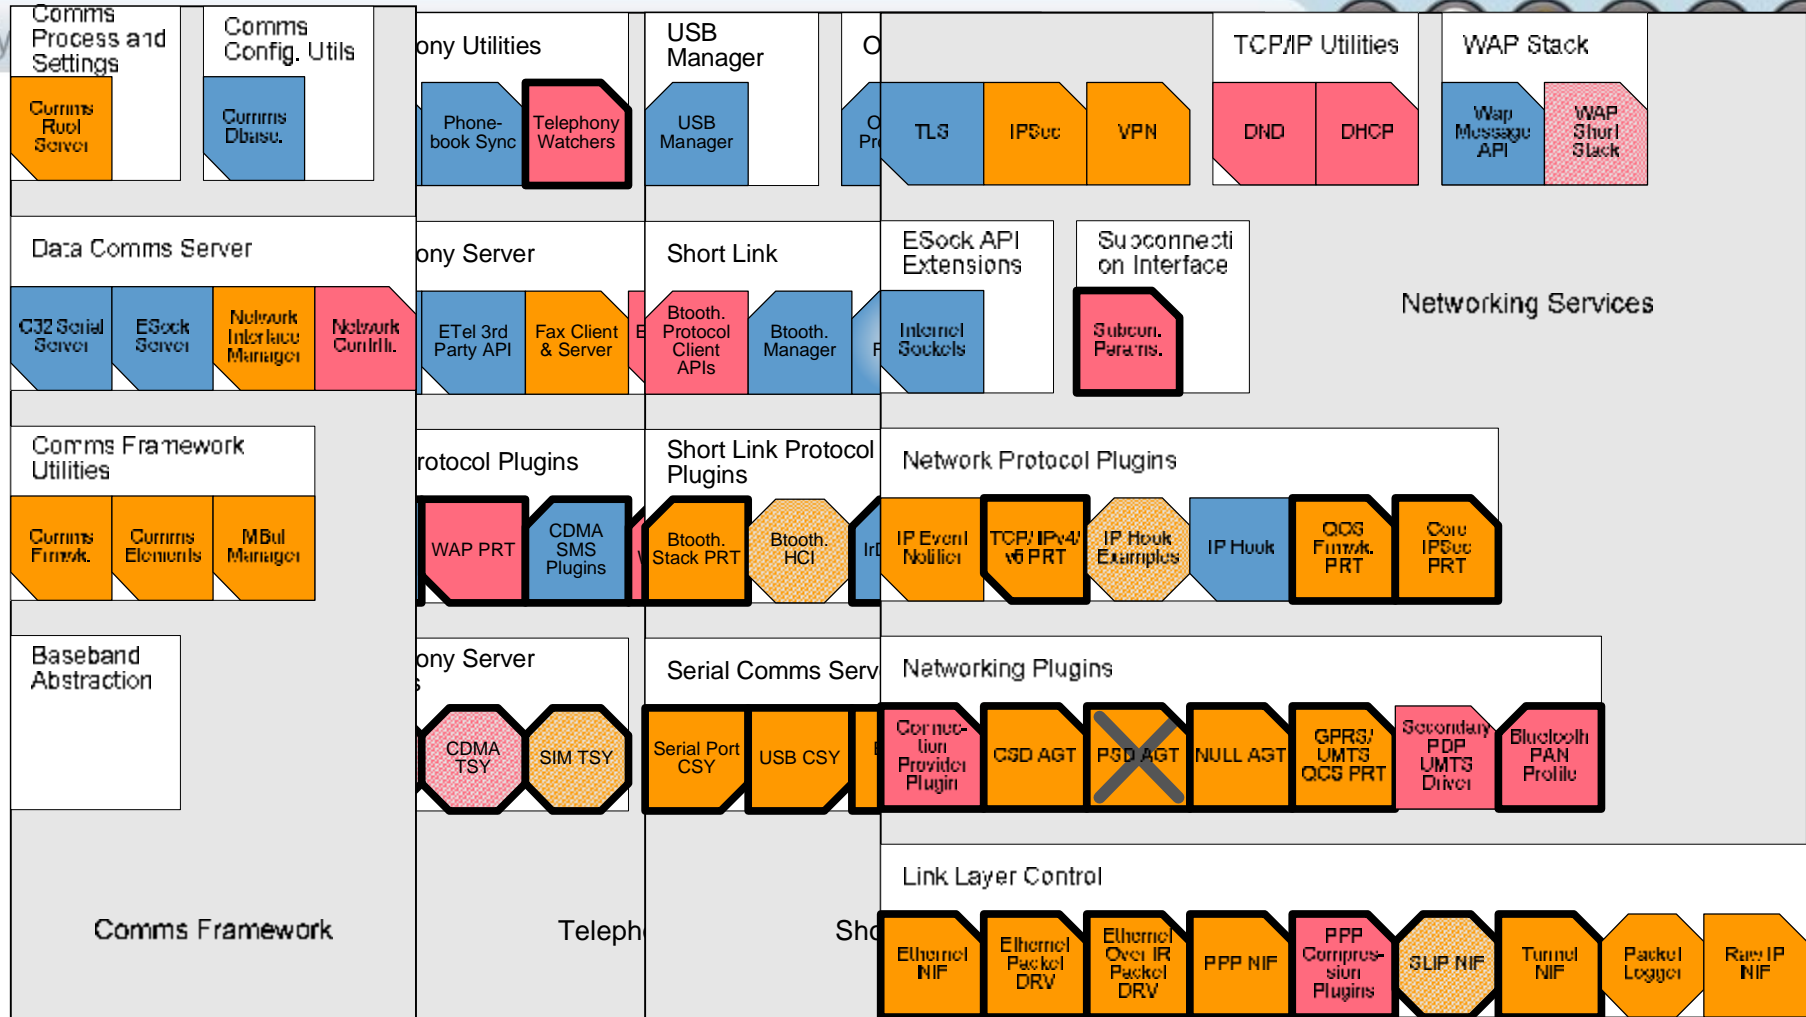 Comms
Process and
Settings
Comms
Root
Server
Comms
Config. Utils
Comms
Dbase.
Data Comms Server
C32 Serial
Server
ESock
Server
Network
Interface
Manager
Network
Contrlr.
Comms Framework
Utilities
Comms
Frmwk.
Comms
Elements
MBuf
Manager
Baseband
Abstraction
Comms Framework
ony Utilities
Phone-
book Sync
Telephony
Watchers
ony Server
ETel 3rd
Party API
Fax Client
& Server
E
rotocol Plugins
WAP PRT
CDMA
SMS
Plugins
ony Server
s
CDMA
TSY
SIM TSY
Teleph
USB
Manager
USB
Manager
O
O
Pro
Short Link
Btooth.
Protocol
Client
APIs
Btooth.
Manager
F
Short Link Protocol
Plugins
Btooth.
Stack PRT
Btooth.
HCI
IrD
Serial Comms Serv
Serial Port
CSY
USB CSY
Sho
TLS
IPSec
VPN
TCP/IP Utilities
DND
DHCP
WAP Stack
Wap
Message
API
WAP
Short
Stack
ESock API
Extensions
Internet
Sockets
Subconnecti
on Interface
Subcon.
Params.
Networking Services
Network Protocol Plugins
IP Event
Notifier
TCP/IPv4/
v6 PRT
IP Hook
Examples
IP Hook
QOS
Frmwk.
PRT
Core
IPSec
PRT
Networking Plugins
Connec-
tion
Provider
Plugin
CSD AGT
PSD AGT
NULL AGT
GPRS/
UMTS
QOS PRT
Secondary
PDP
UMTS
Driver
Bluetooth
PAN
Profile
Link Layer Control
Ethernet
NIF
Ethernet
Packet
DRV
Ethernet
Over IR
Packet
DRV
PPP NIF
PPP
Compres-
sion
Plugins
SLIP NIF
Tunnel
NIF
Packet
Logger
Raw IP
NIF